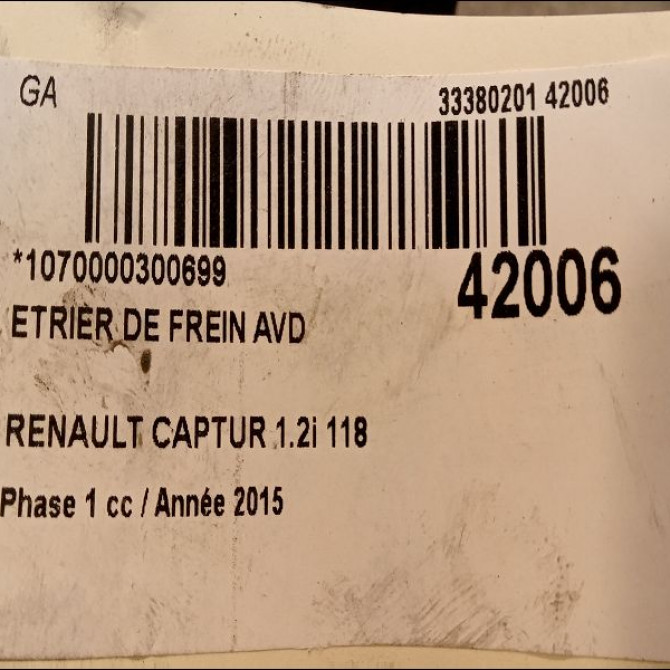 GA
33380201 42006
*1070000300699
42006
ETRIER DE FREIN AVD
RENAULT CAPTUR 1.2i 118
Phase 1 cc / Année 2015